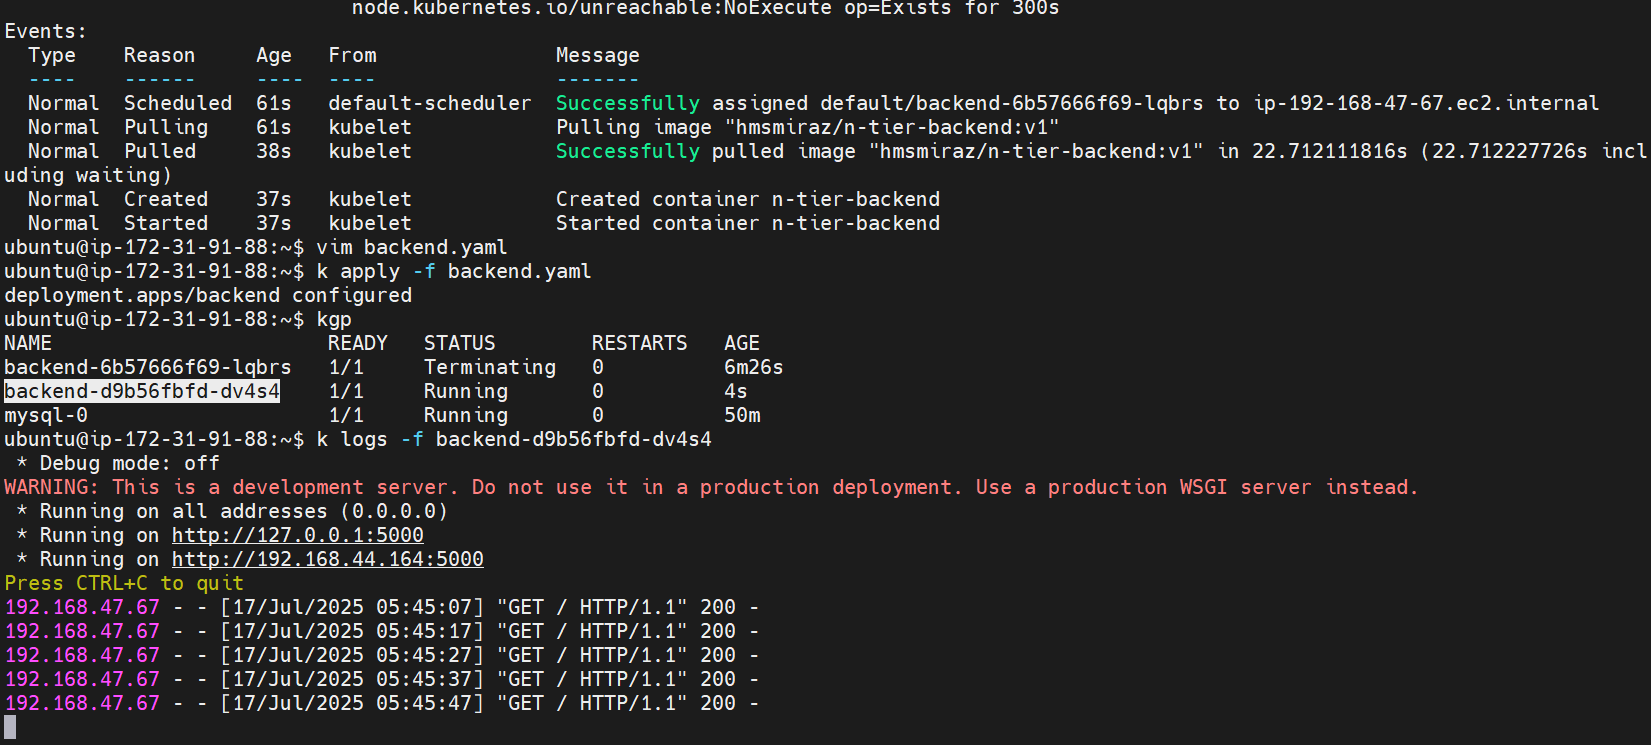 node.kubernetes.io/unreachable:NoExecute op=Exists for 300s
Events:
Type Reason Age From Message
---- ------ ---- ---- -------
Normal Scheduled 61s default-scheduler Successfully assigned default/backend-6b57666f69-lqbrs to ip-192-168-47-67.ec2.internal
Normal Pulling 61s kubelet Pulling image "hmsmiraz/n-tier-backend:v1"
Normal Pulled 38s kubelet Successfully pulled image "hmsmiraz/n-tier-backend:v1" in 22.712111816s (22.712227726s incl
uding waiting)
Normal Created 37s kubelet Created container n-tier-backend
Normal Started 37s kubelet Started container n-tier-backend
ubuntu@ip-172-31-91-88:~$ vim backend.yaml
ubuntu@ip-172-31-91-88:~$ k apply -f backend.yaml
deployment.apps/backend configured
ubuntu@ip-172-31-91-88:~$ kgp
NAME READY STATUS RESTARTS AGE
backend-6b57666f69-lqbrs 1/1 Terminating 0 6m26s
backend-d9b56fbfd-dv4s4 1/1 Running 0 4s
mysql-0 1/1 Running 0 50m
ubuntu@ip-172-31-91-88:~$ k logs -f backend-d9b56fbfd-dv4s4
* Debug mode: off
WARNING: This is a development server. Do not use it in a production deployment. Use a production WSGI server instead.
* Running on all addresses (0.0.0.0)
* Running on http://127.0.0.1:5000
* Running on http://192.168.44.164:5000
Press CTRL+C to quit
192.168.47.67 - - [17/Jul/2025 05:45:07] "GET / HTTP/1.1" 200 -
192.168.47.67 - - [17/Jul/2025 05:45:17] "GET / HTTP/1.1" 200 -
192.168.47.67 - - [17/Jul/2025 05:45:27] "GET / HTTP/1.1" 200 -
192.168.47.67 - - [17/Jul/2025 05:45:37] "GET / HTTP/1.1" 200 -
192.168.47.67 - - [17/Jul/2025 05:45:47] "GET / HTTP/1.1" 200 -